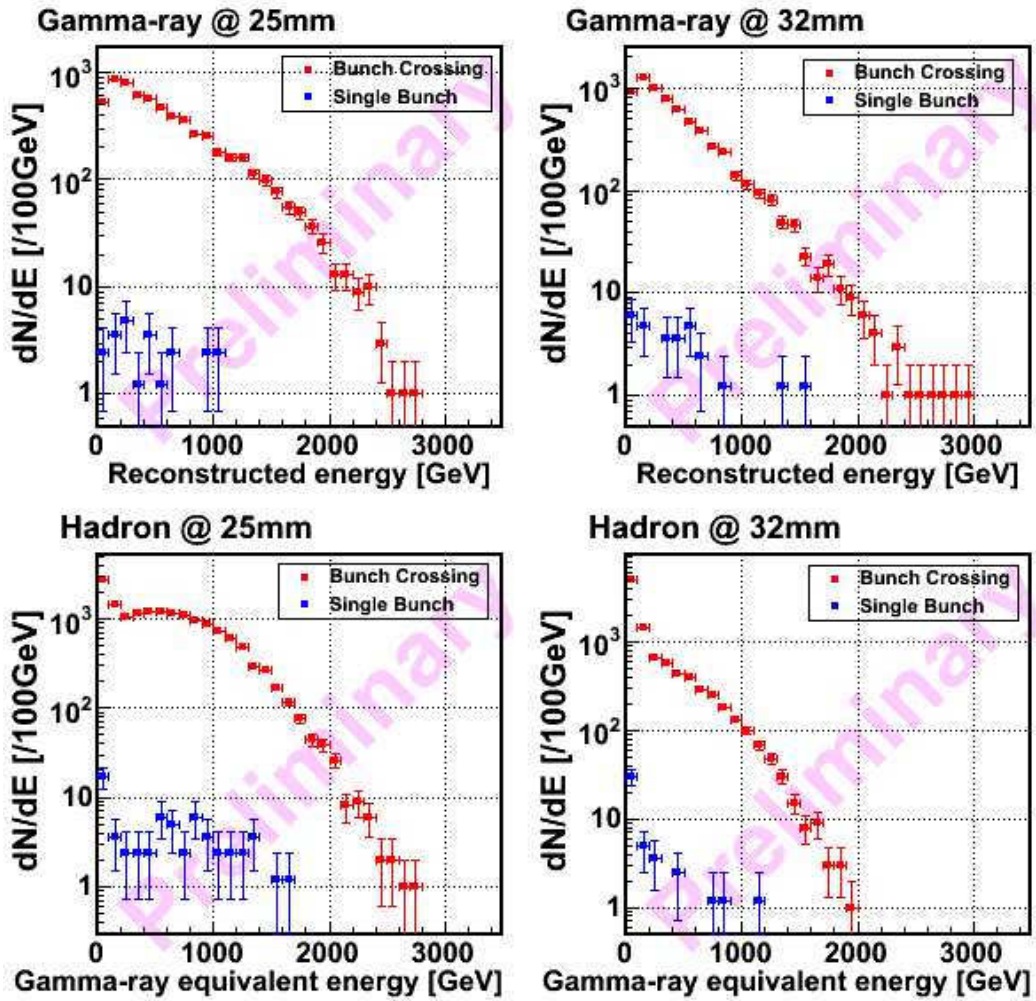 Gamma-ray @ 25mm
dN/dE [/100GeV]
10³
10²
10
1
Bunch Crossing
Single Bunch
Preliminary
0
1000
2000
3000
Reconstructed energy [GeV]
Gamma-ray @ 32mm
dN/dE [/100GeV]
10³
10²
10
1
Bunch Crossing
Single Bunch
Preliminary
0
1000
2000
3000
Reconstructed energy [GeV]
Hadron @ 25mm
dN/dE [/100GeV]
10³
10²
10
1
Bunch Crossing
Single Bunch
Preliminary
0
1000
2000
3000
Gamma-ray equivalent energy [GeV]
Hadron @ 32mm
dN/dE [/100GeV]
10³
10²
10
1
Bunch Crossing
Single Bunch
Preliminary
0
1000
2000
3000
Gamma-ray equivalent energy [GeV]